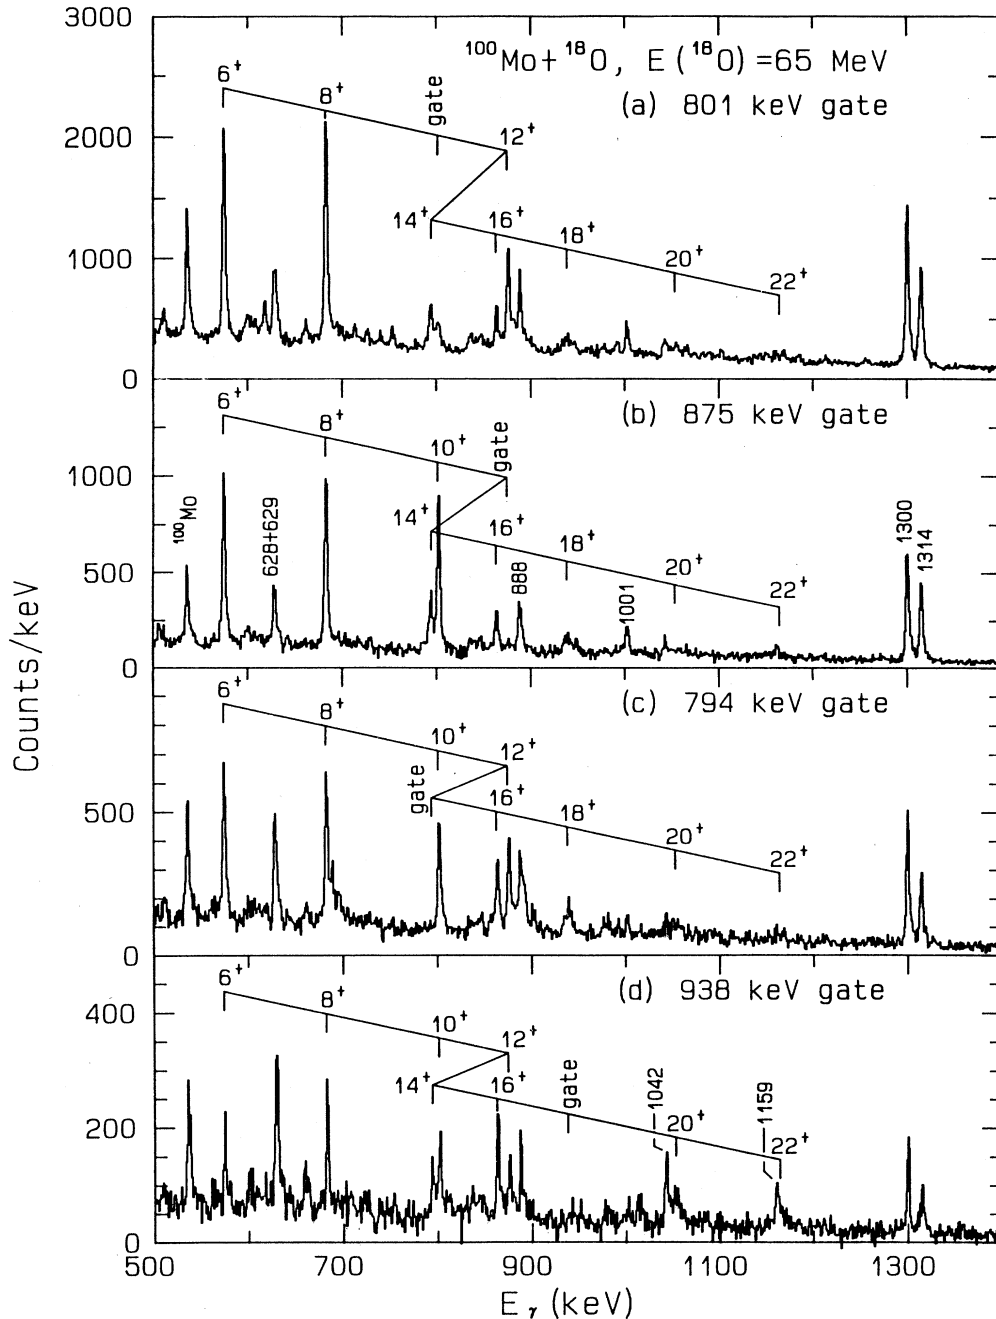 ¹⁰⁰Mo+¹⁸O, E(¹⁸O)=65 MeV
(a) 801 keV gate
6⁺ 8⁺ gate 12⁺
14⁺ 16⁺ 18⁺ 20⁺ 22⁺
3000
2000
1000
0
(b) 875 keV gate
6⁺ 8⁺ 10⁺ gate
14⁺ 16⁺ 18⁺ 20⁺ 22⁺
¹⁰⁰Mo 628+629 888 1001 1300 1314
1000
500
0
(c) 794 keV gate
6⁺ 8⁺ 10⁺ 12⁺
gate 16⁺ 18⁺ 20⁺ 22⁺
500
0
(d) 938 keV gate
6⁺ 8⁺ 10⁺ 12⁺
14⁺ 16⁺ gate 1042 20⁺ 1159 22⁺
400
200
0
500 700 900 1100 1300
Counts/keV
Eγ (keV)